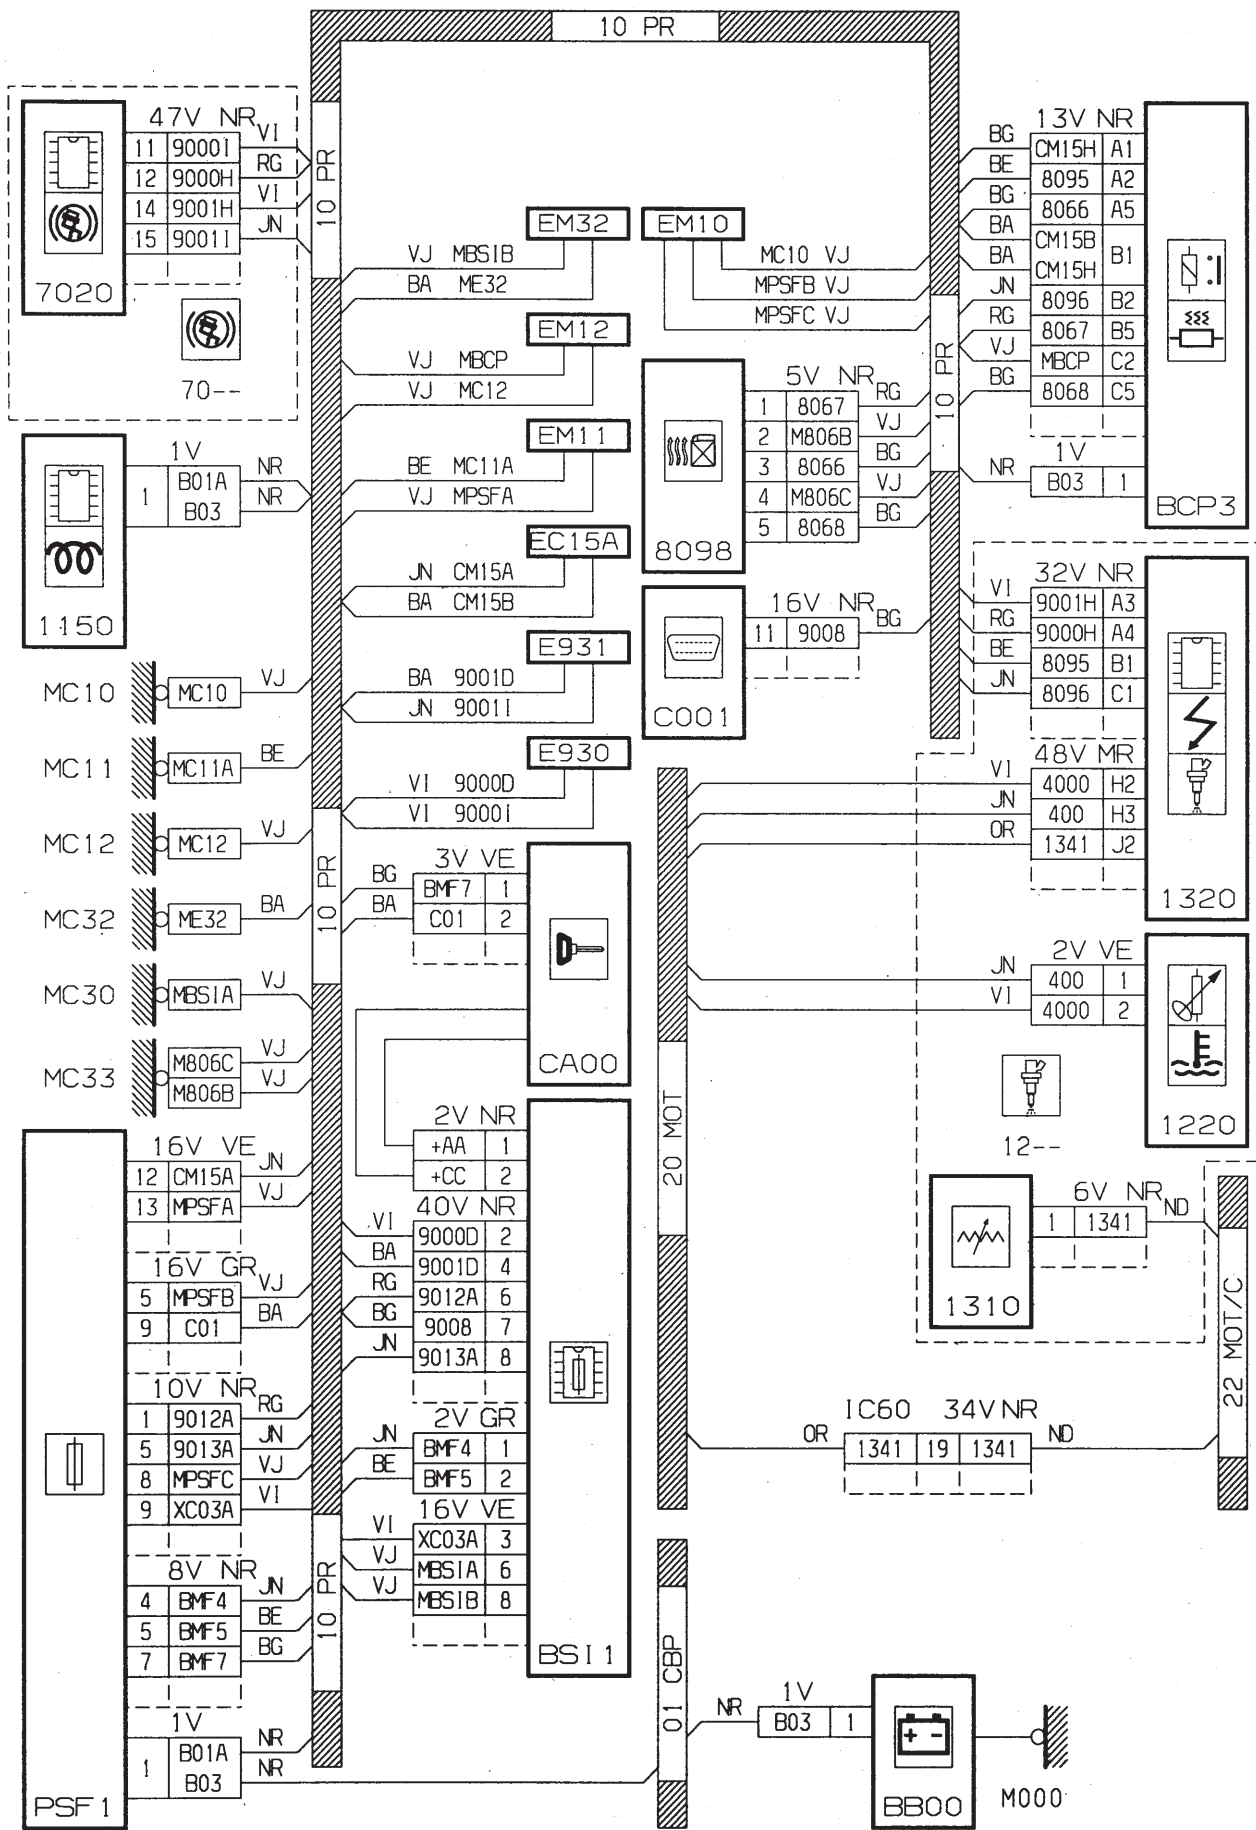 10 PR
47V NR
11 9000I VI
12 9000H RG
14 9001H VI
15 9001I JN
7020
70--
10 PR
1V
1 B01A NR
B03 NR
1150
MC10 MC10 VJ
MC11 MC11A BE
MC12 MC12 VJ
MC32 ME32 BA
MC30 MBSIA VJ
MC33 M806C VJ
M806B VJ
10 PR
16V VE
12 CM15A JN
13 MPSFA VJ
16V GR
5 MPSFB VJ
9 C01 BA
10V NR
1 9012A RG
5 9013A JN
8 MPSFC VJ
9 XC03A VI
8V NR
4 BMF4 JN
5 BMF5 BE
7 BMF7 BG
1V
1 B01A NR
B03 NR
PSF1
10 PR
EM32
VJ MBSIB
BA ME32
EM12
VJ MBCP
VJ MC12
EM11
BE MC11A
VJ MPSFA
EC15A
JN CM15A
BA CM15B
E931
BA 9001D
JN 9001I
E930
VI 9000D
VI 9000I
3V VE
BG BMF7 1
BA C01 2
CA00
2V NR
+AA 1
+CC 2
40V NR
VI 9000D 2
BA 9001D 4
RG 9012A 6
BG 9008 7
JN 9013A 8
2V GR
JN BMF4 1
BE BMF5 2
16V VE
VI XC03A 3
VJ MBSIA 6
VJ MBSIB 8
BSI1
EM10
MC10 VJ
MPSFB VJ
MPSFC VJ
5V NR
1 8067 RG
2 M806B VJ
3 8066 BG
4 M806C VJ
5 8068 BG
8098
16V NR
11 9008 BG
C001
10 PR
13V NR
BG CM15H A1
BE 8095 A2
BG 8066 A5
BA CM15B B1
BA CM15H
JN 8096 B2
RG 8067 B5
VJ MBCP C2
BG 8068 C5
1V
NR B03 1
BCP3
32V NR
VI 9001H A3
RG 9000H A4
BE 8095 B1
JN 8096 C1
48V MR
VI 4000 H2
JN 400 H3
OR 1341 J2
1320
2V VE
JN 400 1
VI 4000 2
1220
12--
20 MOT
6V NR
1 1341 ND
1310
22 MOT/C
IC60 34V NR
OR 1341 19 1341 ND
01 CBP
1V
NR B03 1
BB00
M000